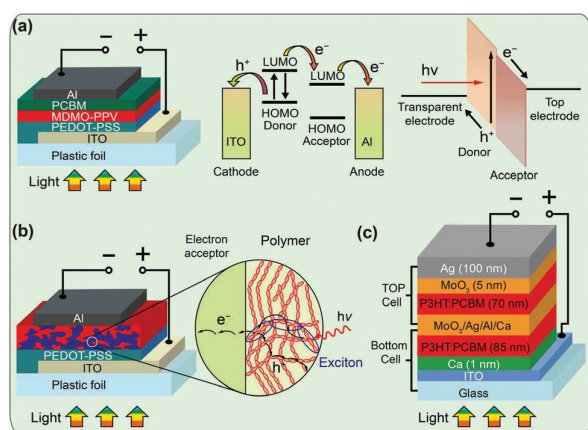 (a)
− +
Al
PCBM
MDMO-PPV
PEDOT-PSS
ITO
Plastic foil
Light
h⁺
LUMO
e⁻
LUMO
e⁻
HOMO
Donor
HOMO
Acceptor
ITO
Al
Cathode
Anode
hν
e⁻
Transparent
electrode
Top
electrode
h⁺
Donor
Acceptor
(b)
− +
Al
PEDOT-PSS
ITO
Plastic foil
Light
Electron
acceptor
Polymer
e⁻
hν
h⁺
Exciton
(c)
− +
Ag (100 nm)
MoO₃ (5 nm)
P3HT:PCBM (70 nm)
MoO₃/Ag/Al/Ca
P3HT:PCBM (85 nm)
Ca (1 nm)
ITO
Glass
TOP
Cell
Bottom
Cell
Light